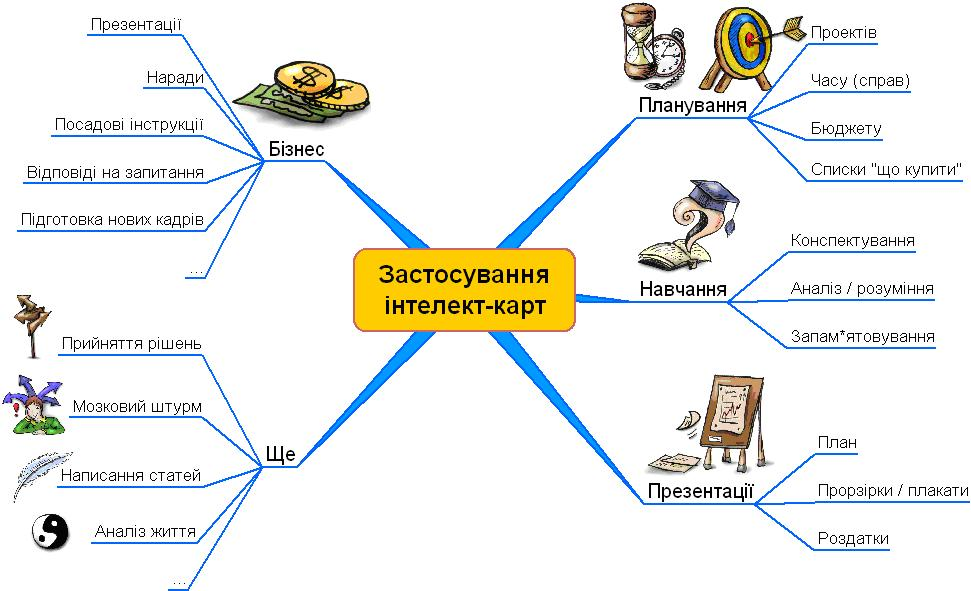 Застосування
інтелект-карт
Планування
Проектів
Часу (справ)
Бюджету
Списки "що купити"
Навчання
Конспектування
Аналіз / розуміння
Запам*ятовування
Презентації
План
Прорзірки / плакати
Роздатки
Бізнес
Презентації
Наради
Посадові інструкції
Відповіді на запитання
Підготовка нових кадрів
...
Ще
Прийняття рішень
Мозковий штурм
Написання статей
Аналіз життя
...